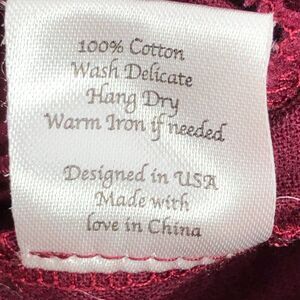 100% Cotton
Wash Delicate
Hang Dry
Warm Iron if needed
Designed in USA
Made with
love in China